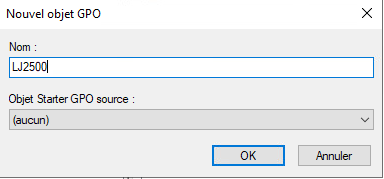 Nouvel objet GPO
Nom :
LJ2500
Objet Starter GPO source :
(aucun)
OK
Annuler